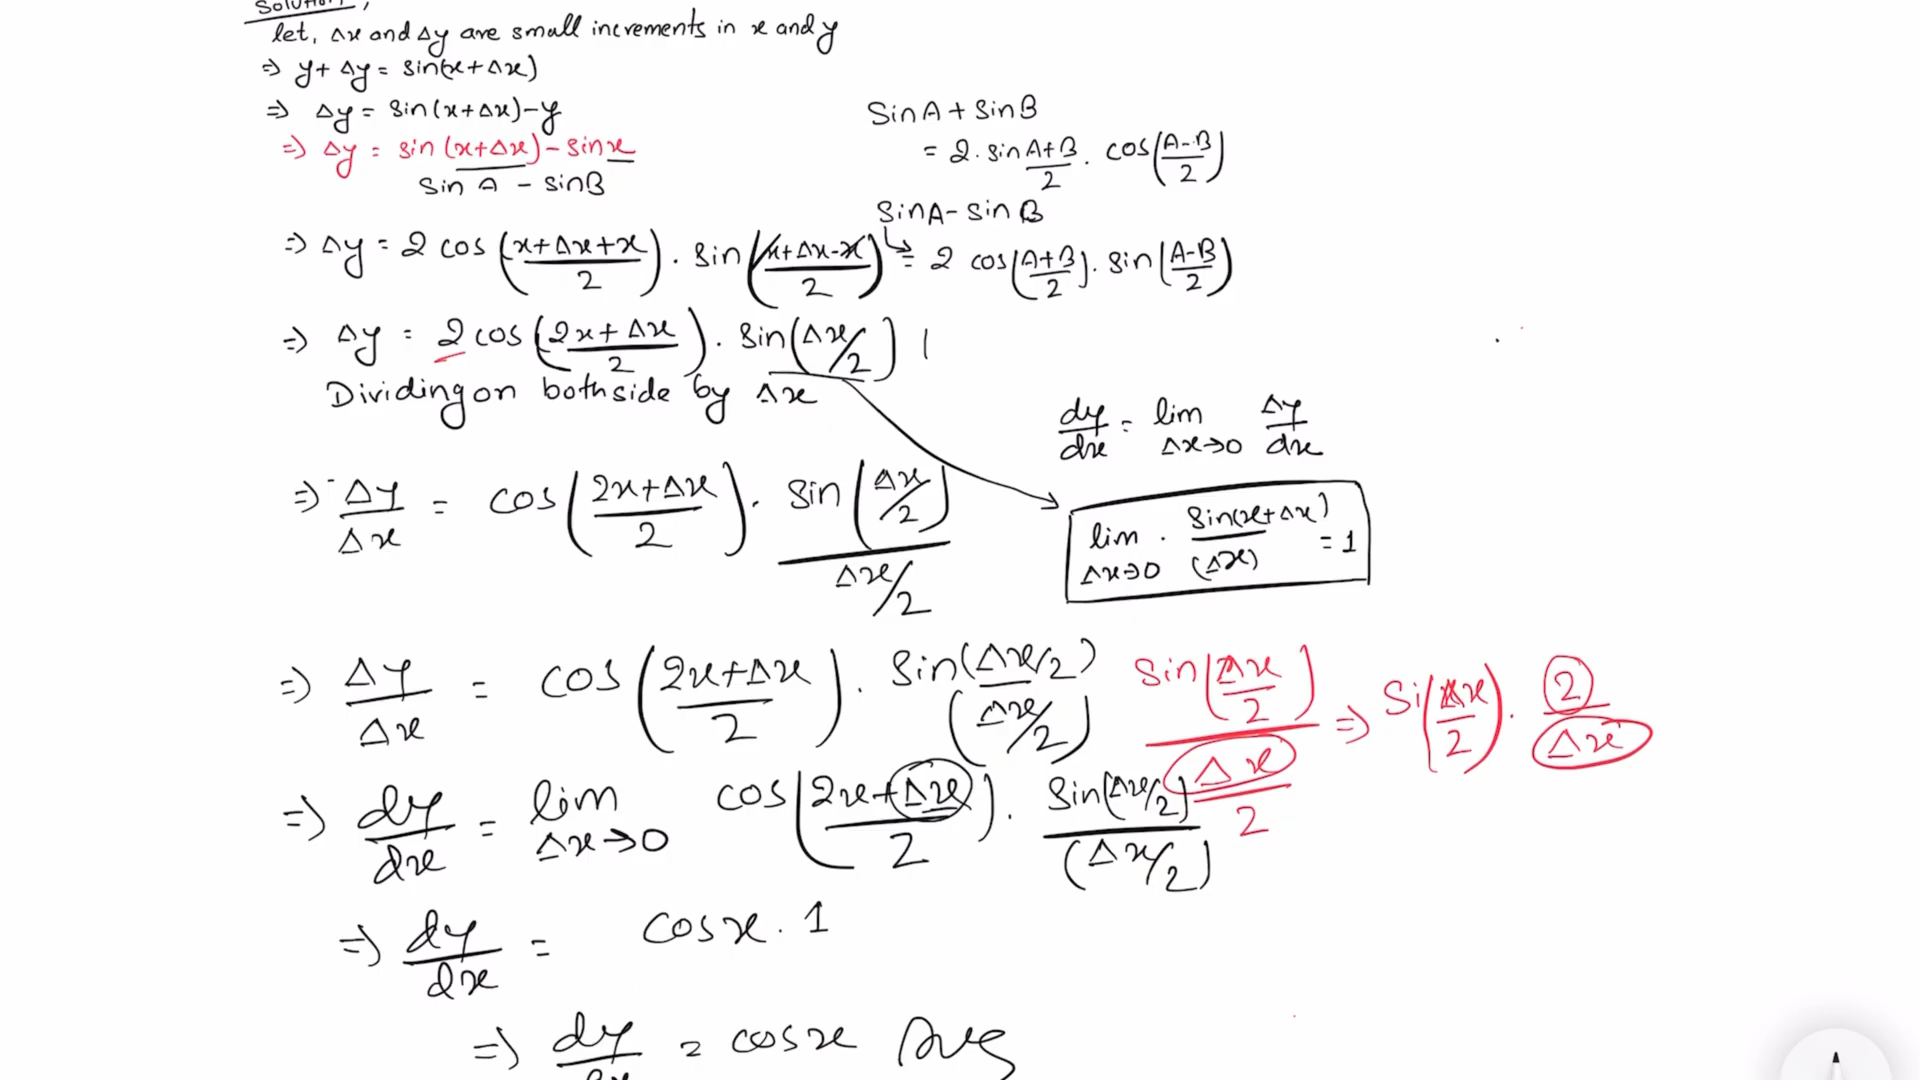 Solution,
let, Δx and Δy are small increments in x and y
⇒ y + Δy = sin(x+Δx)
⇒ Δy = sin(x+Δx)-y
⇒ Δy = sin(x+Δx)-sinx
sin A - sinB
SinA + sinB
= 2. sin A+B/2 . cos(A-B/2)
SinA - sin B
= 2 cos(A+B/2). sin(A-B/2)
⇒ Δy = 2 cos(x+Δx+x/2). sin(x+Δx-x/2)
⇒ Δy = 2 cos(2x+Δx/2). sin(Δx/2)
Dividing on both side by Δx
dy/dx = lim Δx→0 Δy/dx
⇒ Δy/Δx = cos(2x+Δx/2). sin(Δx/2)/Δx/2
lim Δx→0 . sin(x+Δx)/(Δx) = 1
⇒ Δy/Δx = cos(2x+Δx/2). sin(Δx/2)/(Δx/2)
sin(Δx/2)/Δx/2 ⇒ Si(Δx/2). 2/Δx
⇒ dy/dx = lim Δx→0 cos(2x+Δx/2). sin(Δx/2)/(Δx/2)
⇒ dy/dx = cosx. 1
⇒ dy/dx = cosx